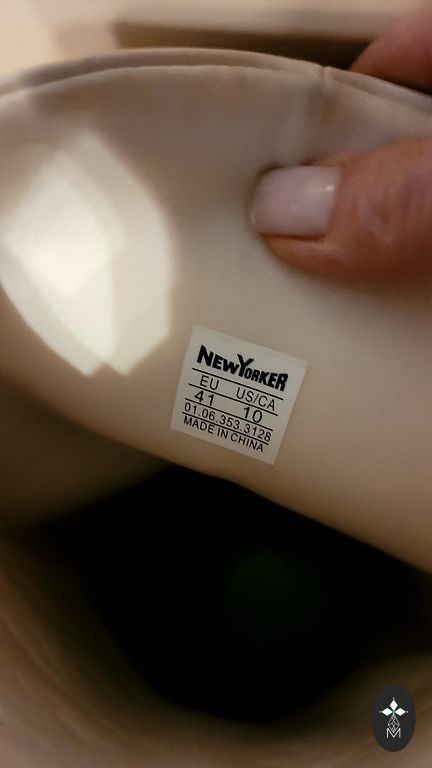 NEWYORKER
EU US/CA
41 10
01.06.353.3128
MADE IN CHINA
M